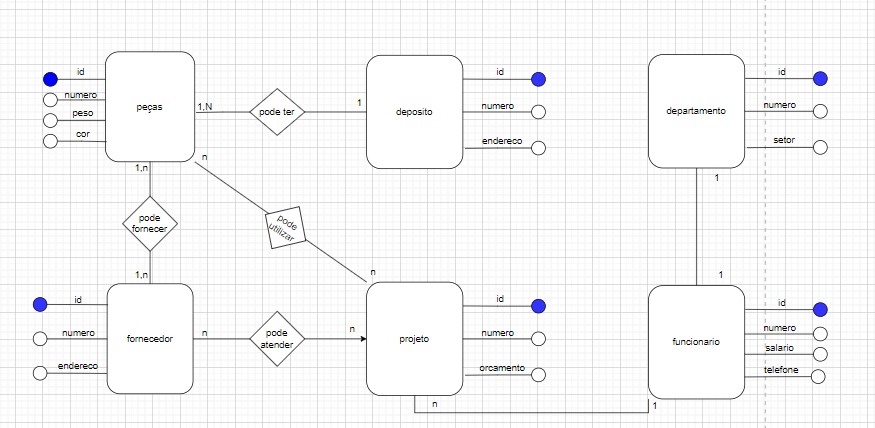 id
numero
peso
cor
peças
1,N
pode ter
1
deposito
id
numero
endereco
departamento
id
numero
setor
1,n
n
1
pode
fornecer
pode
utilizar
1,n
n
1
id
numero
endereco
fornecedor
n
pode
atender
n
projeto
id
numero
orcamento
funcionario
id
numero
salario
telefone
n
1